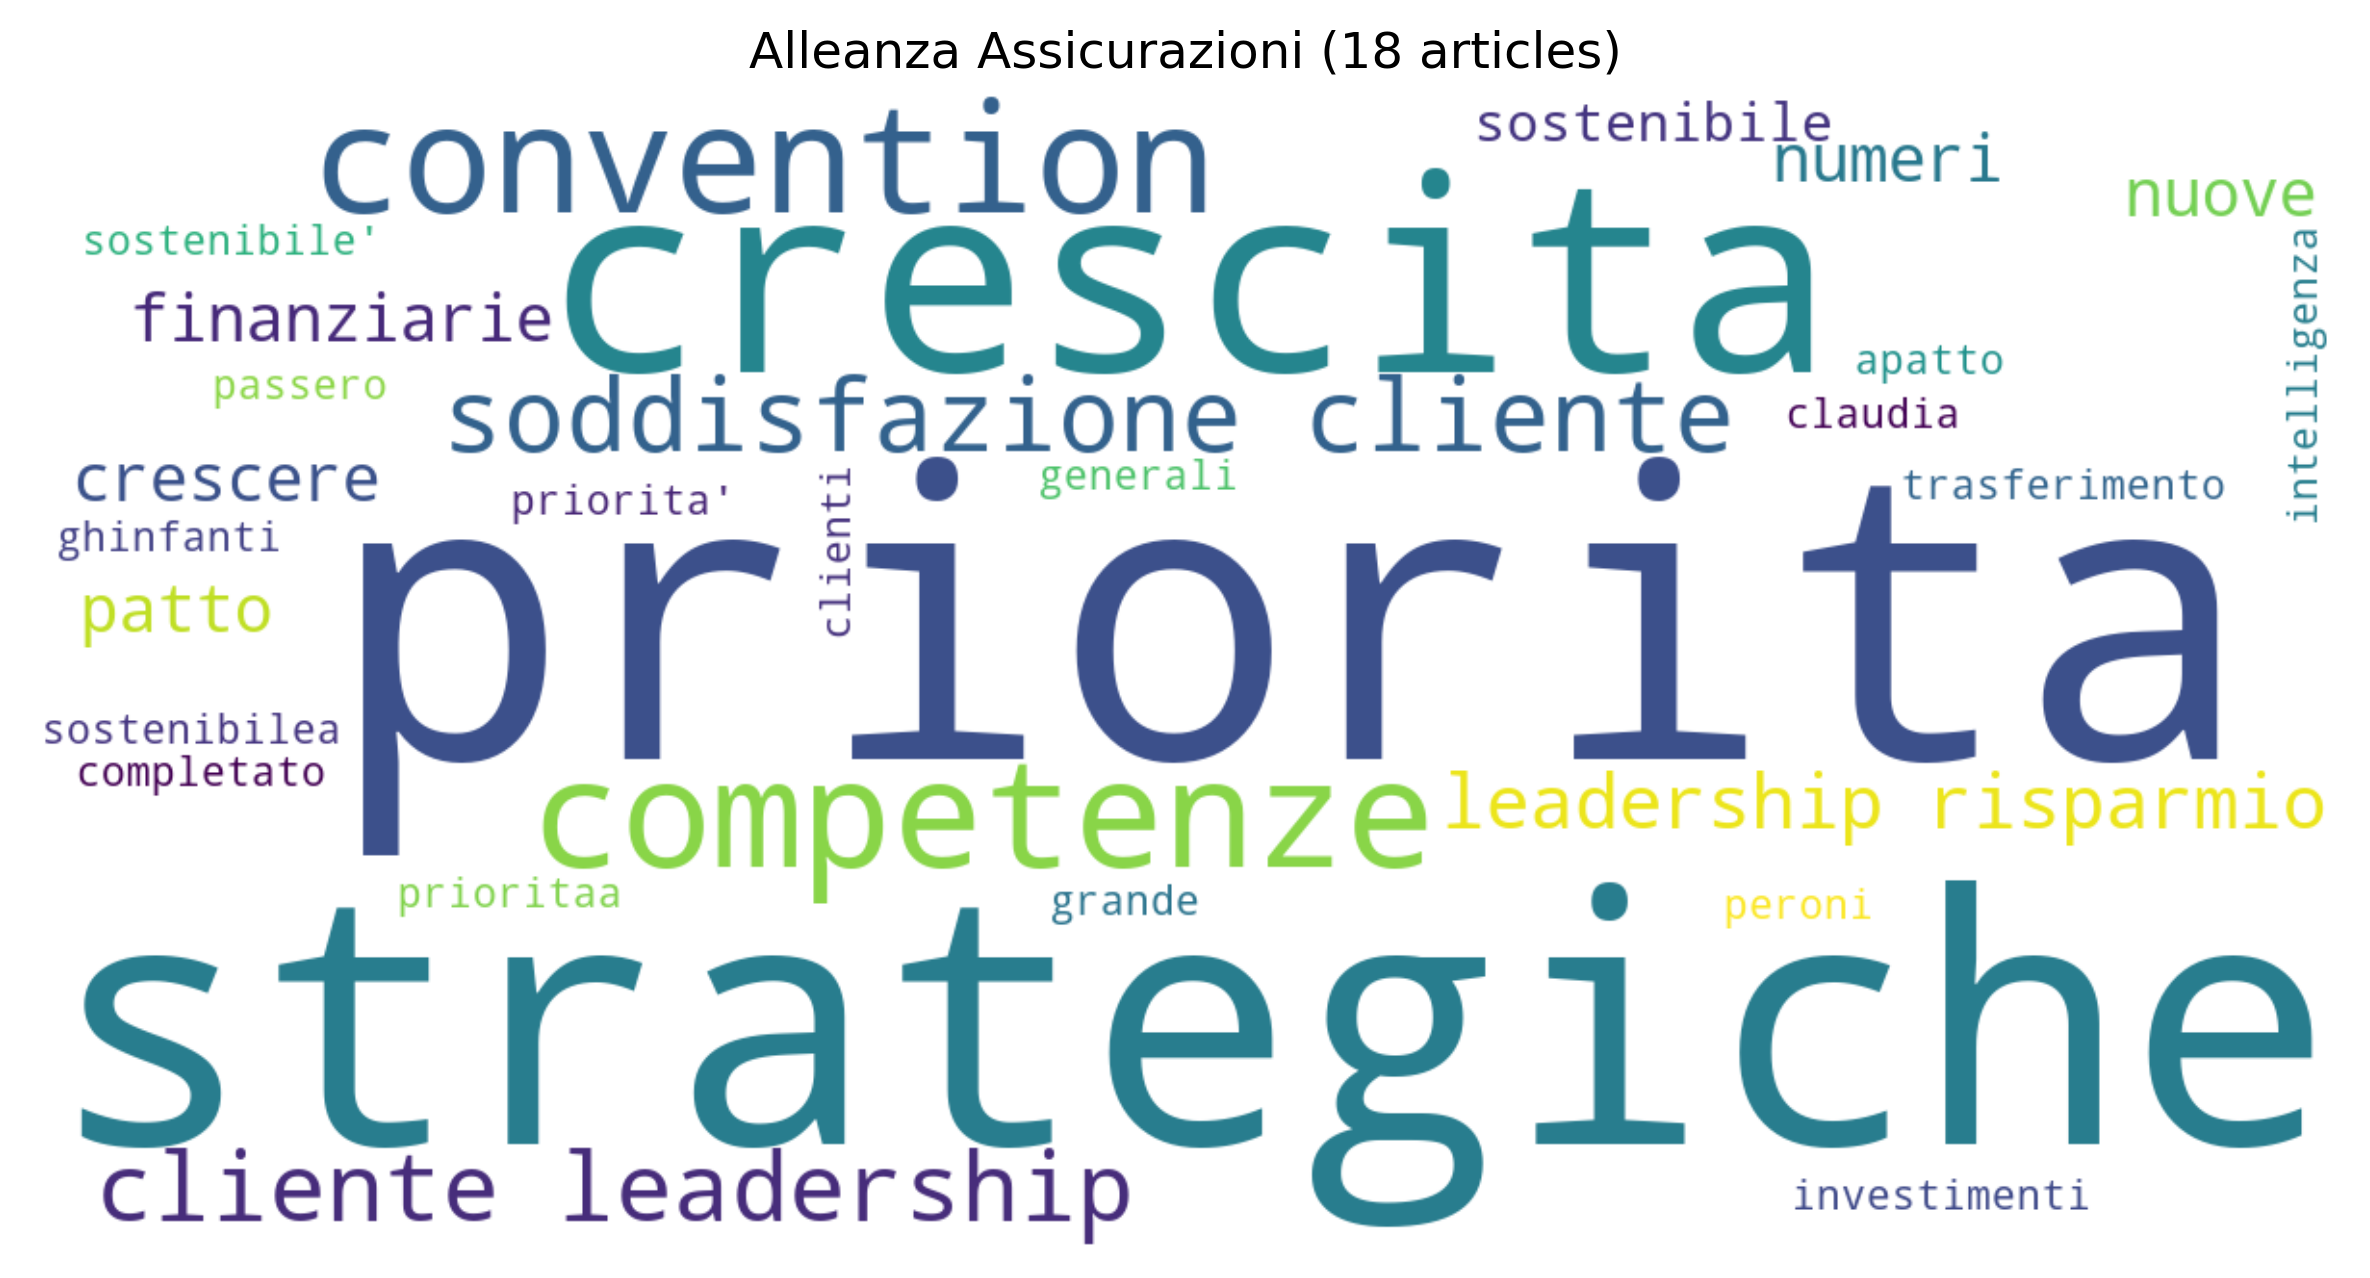 Alleanza Assicurazioni (18 articles)
convention
sostenibile
numeri
nuove
crescita
sostenibile'
finanziarie
intelligenza
apatto
passero
soddisfazione cliente
claudia
crescere
priorita'
clienti
generali
trasferimento
ghinfanti
patto
priorita
sostenibilea
completato
competenze
leadership risparmio
prioritaa
grande
peroni
strategiche
cliente leadership
investimenti